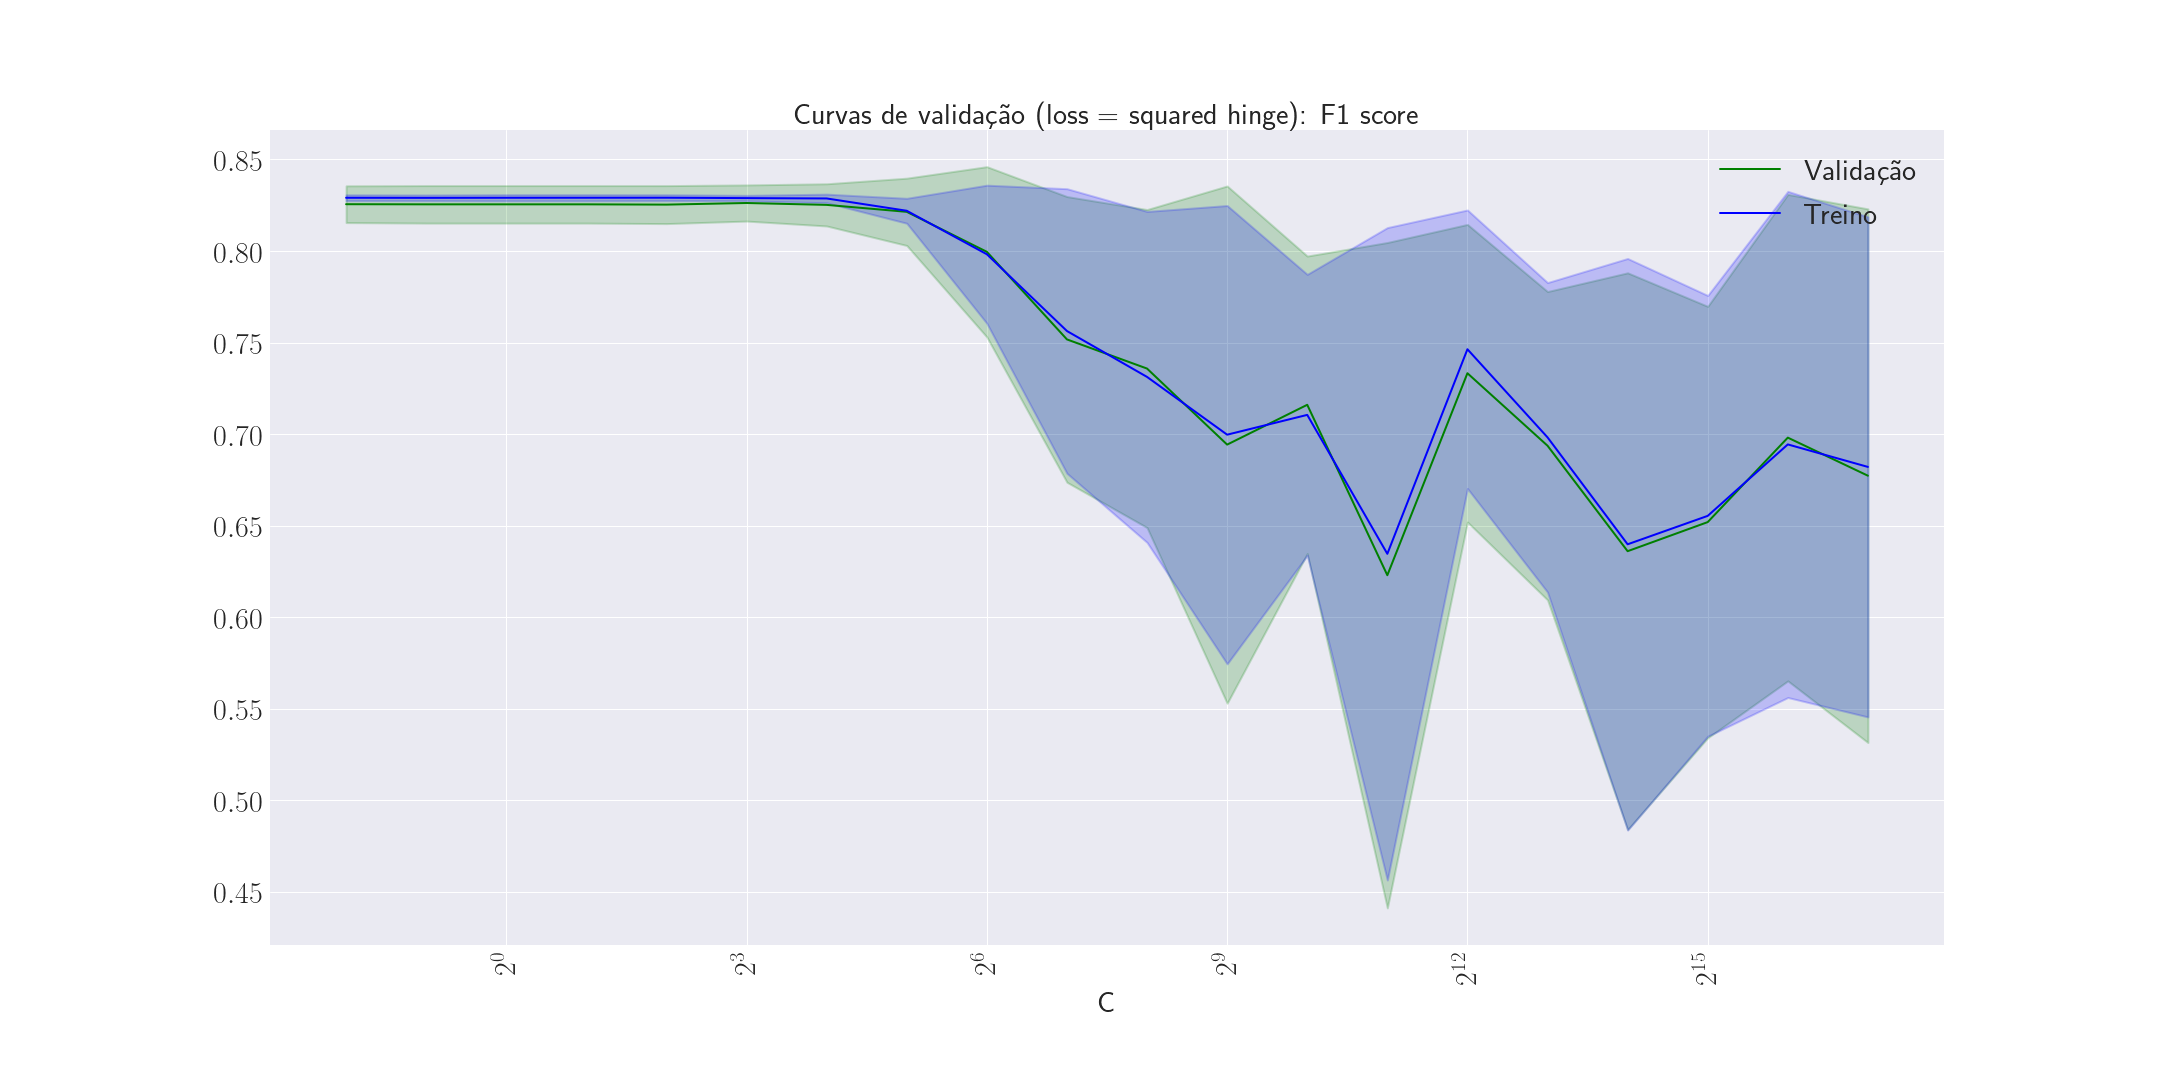 Curvas de validação (loss = squared hinge): F1 score
Validação
Treino
0.85
0.80
0.75
0.70
0.65
0.60
0.55
0.50
0.45
2^0 2^3 2^6 2^9 2^12 2^15
C